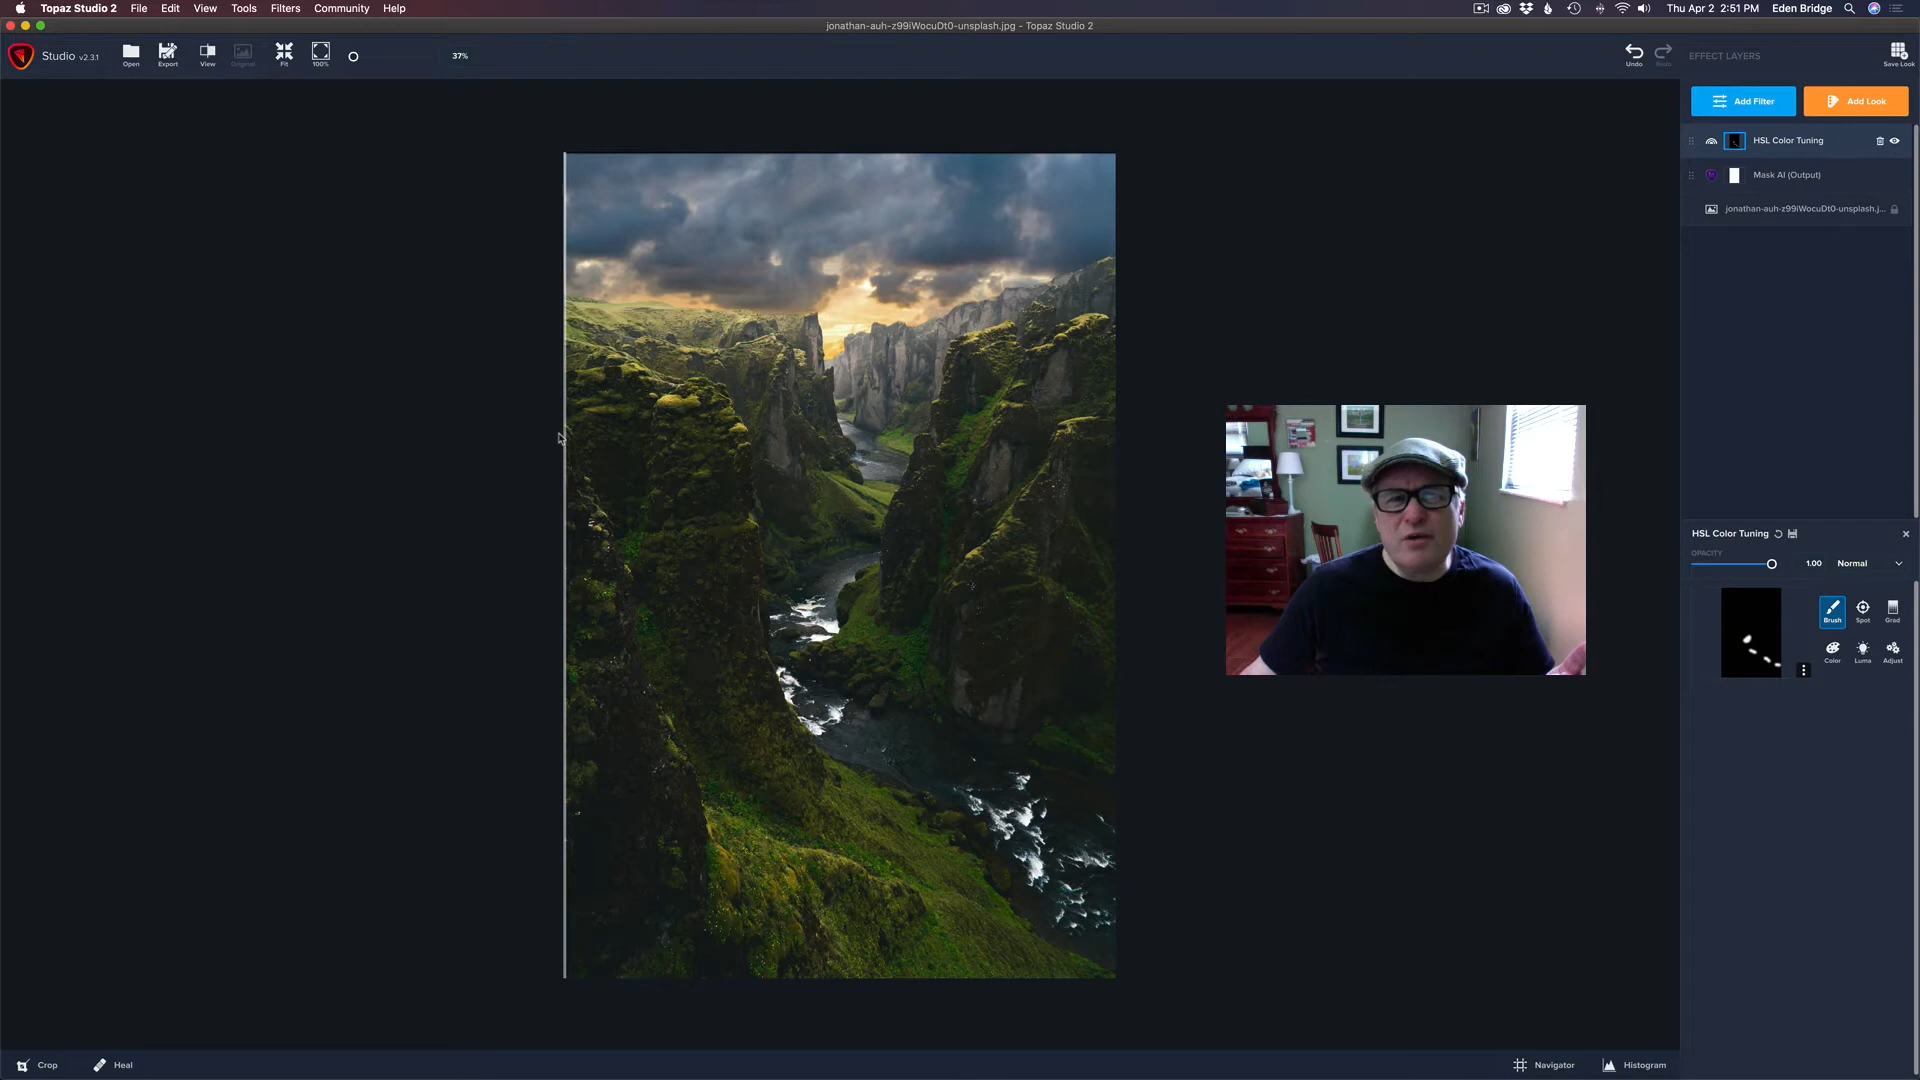 Topaz Studio 2 File Edit View Tools Filters Community Help
Thu Apr 2 2:51 PM Eden Bridge
jonathan-auh-z99iWocuDt0-unsplash.jpg - Topaz Studio 2
Studio v2.3.1
Open Export View Original Fit 100% 37%
Undo Redo EFFECT LAYERS Save Look
Add Filter Add Look
HSL Color Tuning
Mask AI (Output)
jonathan-auh-z99iWocuDt0-unsplash.j...
HSL Color Tuning
OPACITY
1.00 Normal
Brush Spot Grad
Color Luma Adjust
Crop Heal Navigator Histogram